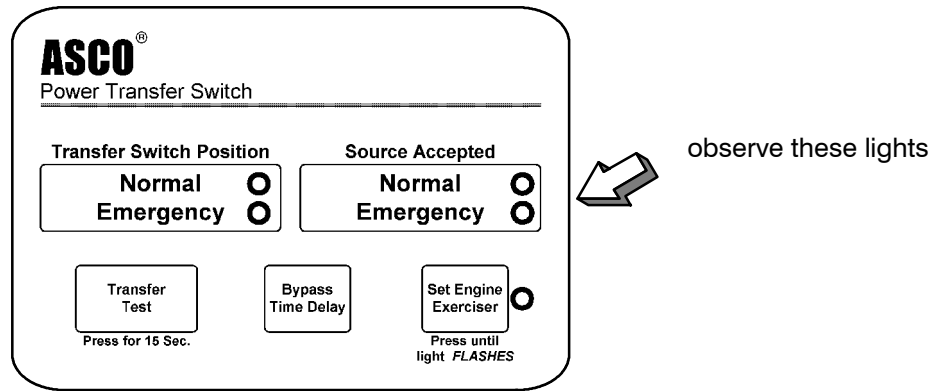 ASCO®
Power Transfer Switch
observe these lights
Transfer Switch Position
Normal
Emergency
Source Accepted
Normal
Emergency
Transfer
Test
Press for 15 Sec.
Bypass
Time Delay
Set Engine
Exerciser
Press until
light FLASHES